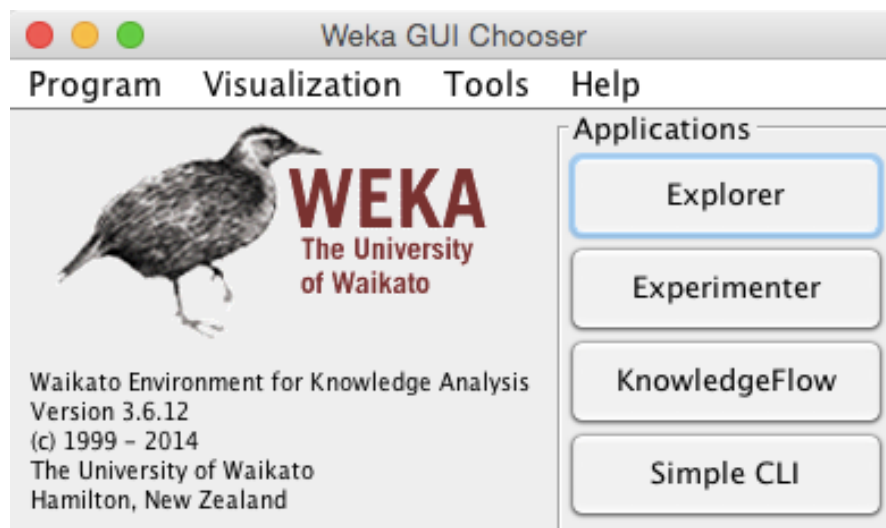 Weka GUI Chooser
Program Visualization Tools Help
WEKA
The University
of Waikato
Waikato Environment for Knowledge Analysis
Version 3.6.12
(c) 1999 – 2014
The University of Waikato
Hamilton, New Zealand
Applications
Explorer
Experimenter
KnowledgeFlow
Simple CLI